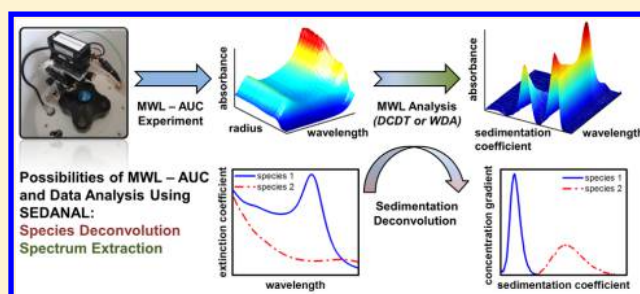 MWL – AUC
Experiment
absorbance
radius
wavelength
MWL Analysis
(DCDT or WDA)
absorbance
sedimentation
coefficient
wavelength
Possibilities of MWL – AUC
and Data Analysis Using
SEDANAL:
Species Deconvolution
Spectrum Extraction
extinction coefficient
species 1
species 2
wavelength
Sedimentation
Deconvolution
concentration gradient
species 1
species 2
sedimentation coefficient